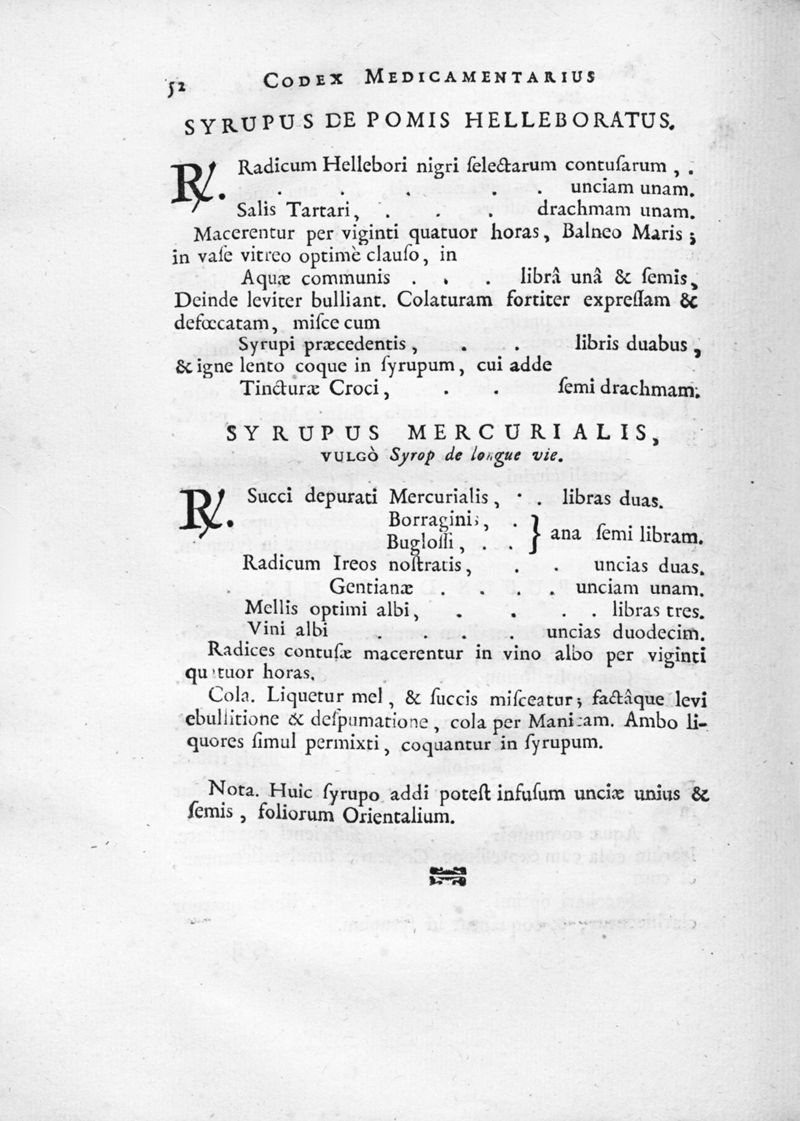 52 CODEX MEDICAMENTARIUS
SYRUPUS DE POMIS HELLEBORATUS.
℞. Radicum Hellebori nigri ſelectarum contuſarum , .
. . . . . unciam unam.
Salis Tartari, . . . drachmam unam.
Macerentur per viginti quatuor horas, Balneo Maris ;
in vaſe vitreo optimè clauſo, in
Aquæ communis . . . librâ unâ & ſemis,
Deinde leviter bulliant. Colaturam fortiter expreſſam &
defœcatam, miſce cum
Syrupi præcedentis, . . libris duabus ,
& igne lento coque in ſyrupum, cui adde
Tincturæ Croci, . . ſemi drachmam.
SYRUPUS MERCURIALIS,
VULGÒ Syrop de longue vie.
℞. Succi depurati Mercurialis, . . libras duas.
Borraginis, . } ana ſemi libram.
Bugloſſi, . .
Radicum Ireos noſtratis, . . uncias duas.
Gentianæ . . . . unciam unam.
Mellis optimi albi, . . . . libras tres.
Vini albi . . . . uncias duodecim.
Radices contuſæ macerentur in vino albo per viginti
quatuor horas.
Cola. Liquetur mel, & ſuccis miſceatur; factâque levi
ebullitione & deſpumatione, cola per Manicam. Ambo li-
quores ſimul permixti, coquantur in ſyrupum.
Nota. Huic ſyrupo addi poteſt infuſum unciæ unius &
ſemis, foliorum Orientalium.